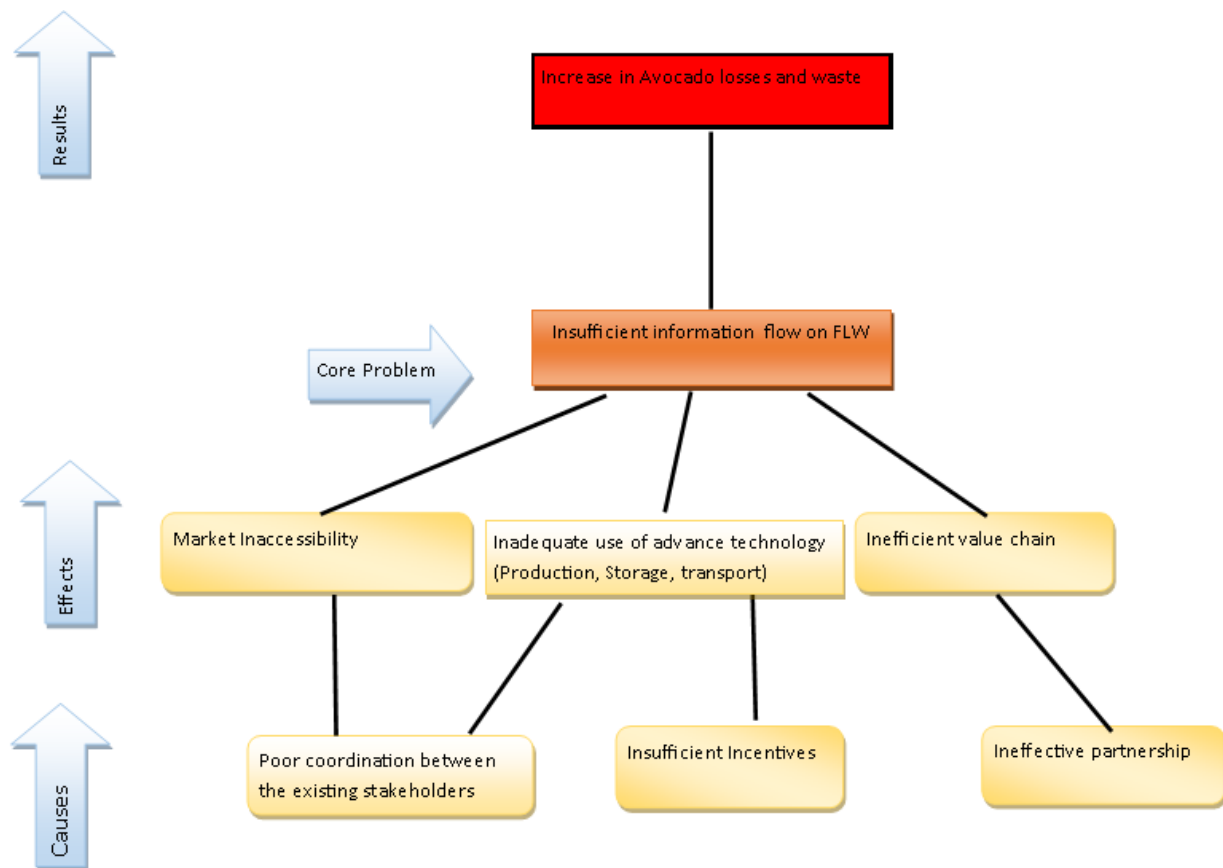 Results
Increase in Avocado losses and waste
Core Problem
Insufficient information flow on FLW
Effects
Market Inaccessibility
Inadequate use of advance technology
(Production, Storage, transport)
Inefficient value chain
Causes
Poor coordination between
the existing stakeholders
Insufficient Incentives
Ineffective partnership